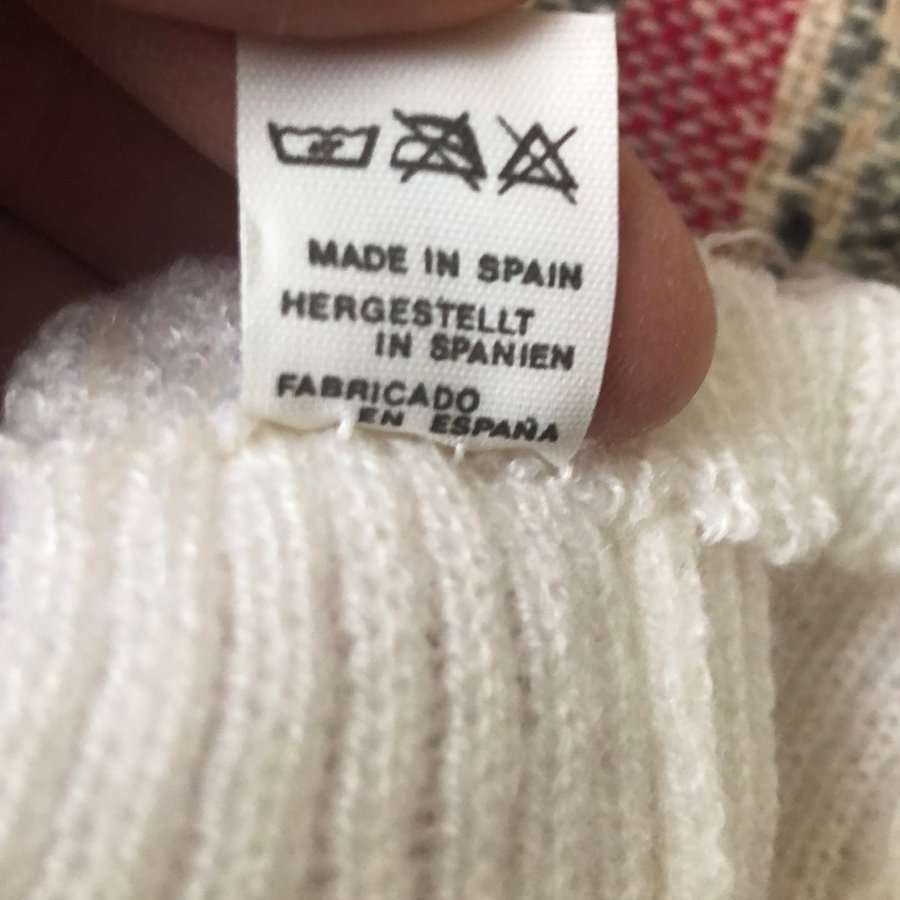 MADE IN SPAIN
HERGESTELLT
IN SPANIEN
FABRICADO
EN ESPAÑA